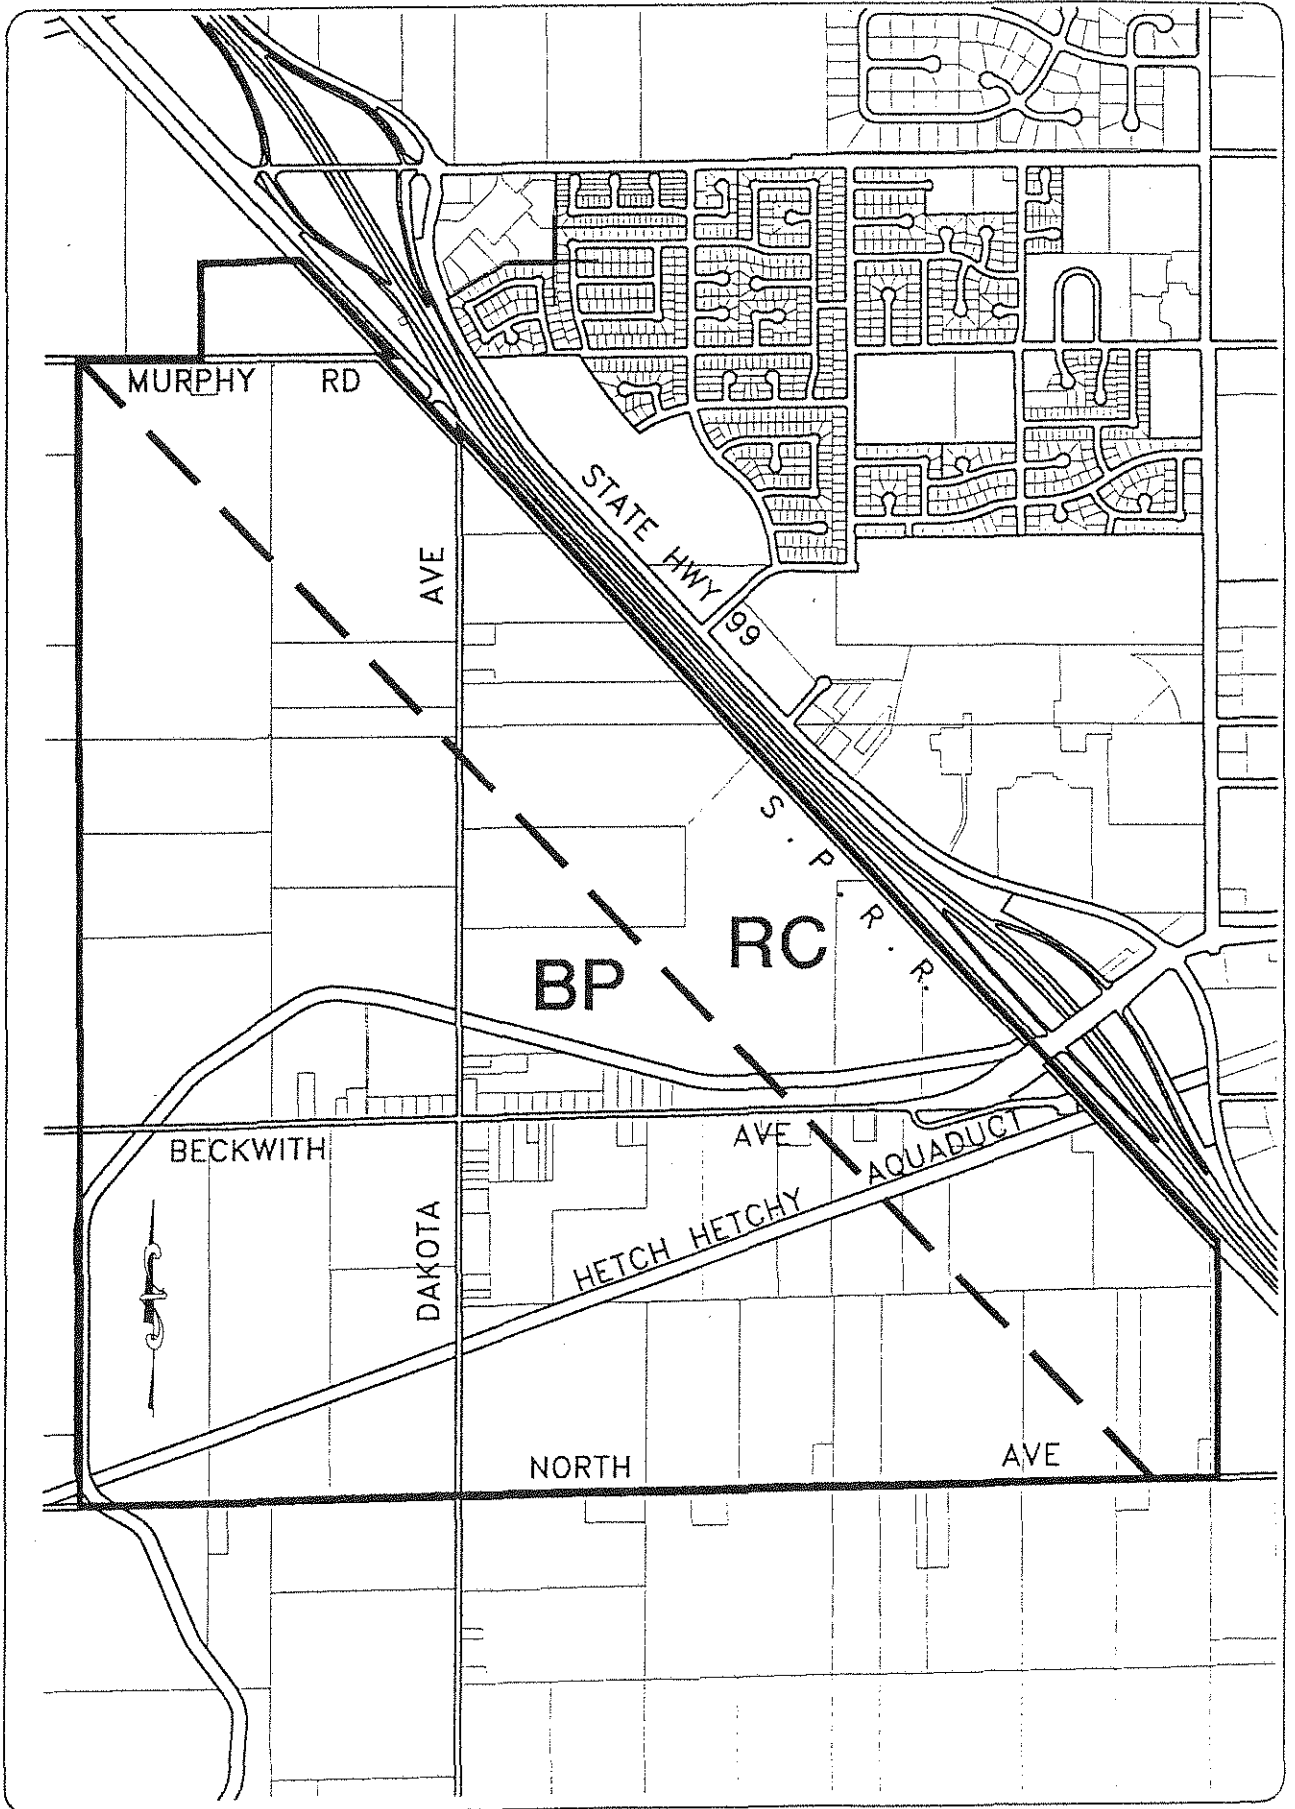 MURPHY RD
STATE HWY 99
AVE
S. P. R. R.
RC
BP
BECKWITH AVE
HETCH HETCHY AQUADUCT
DAKOTA
NORTH AVE